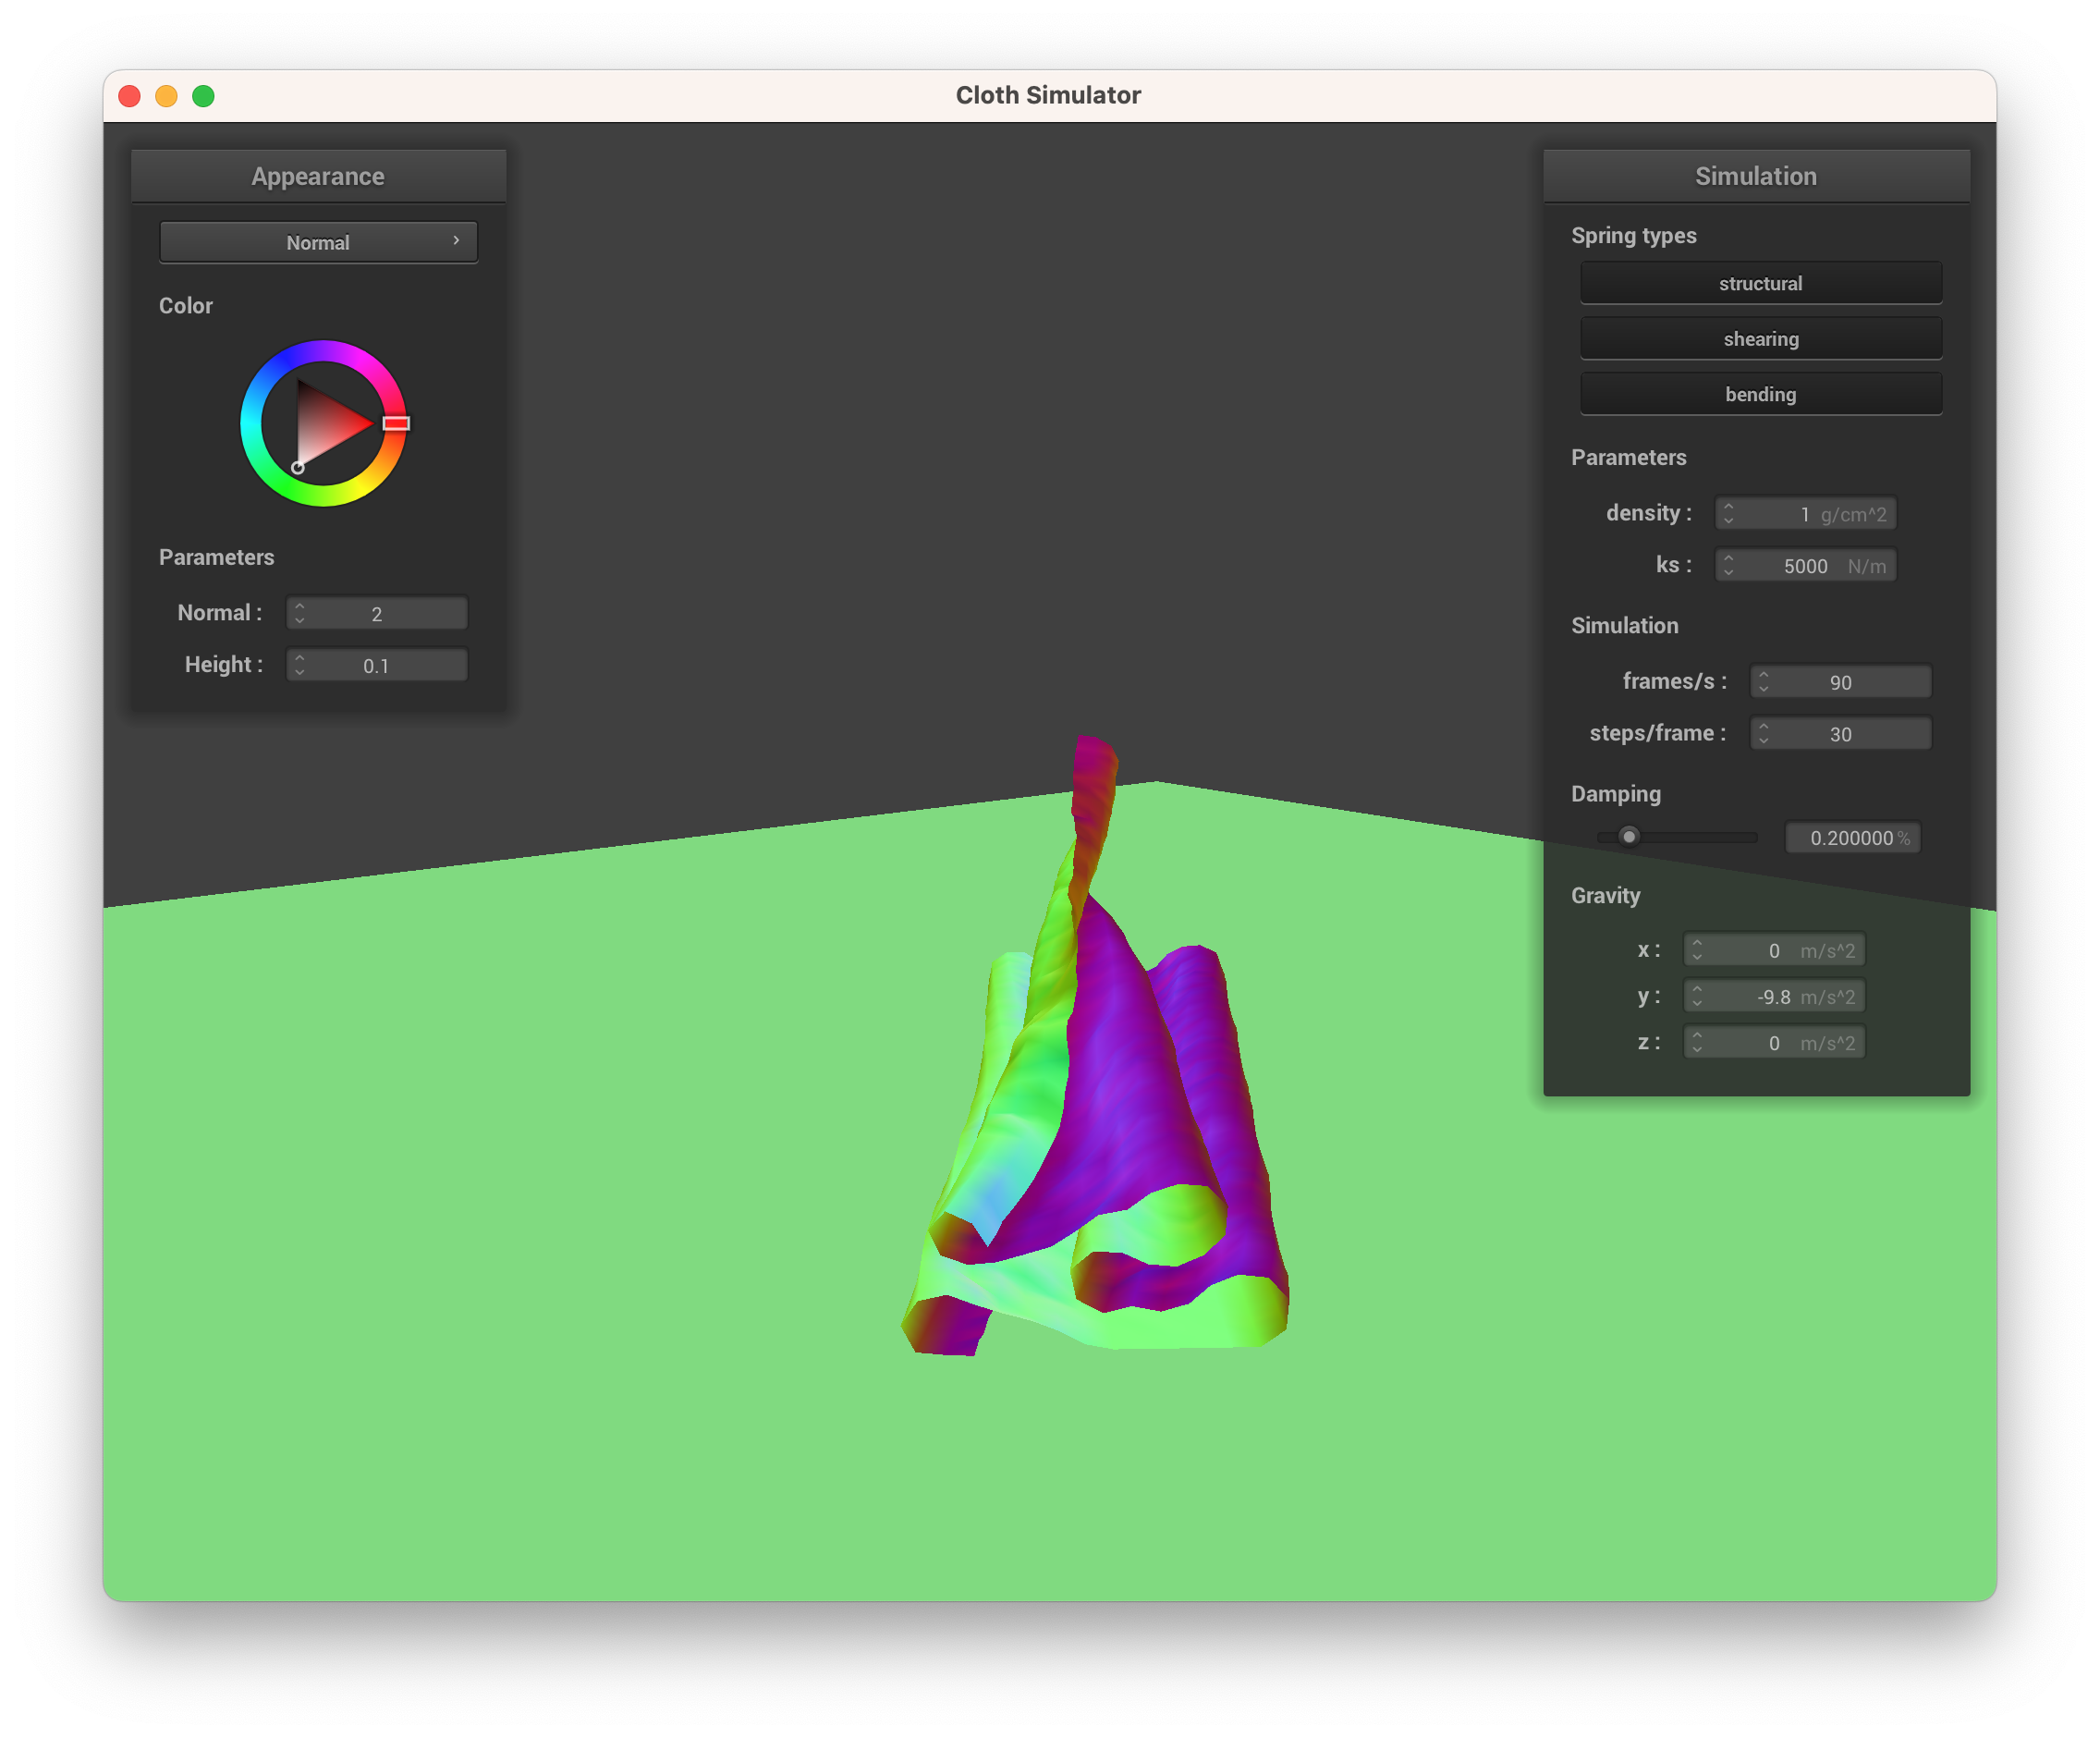 Cloth Simulator
Appearance
Normal
Color
Parameters
Normal : 2
Height : 0.1
Simulation
Spring types
structural
shearing
bending
Parameters
density : 1 g/cm^2
ks : 5000 N/m
Simulation
frames/s : 90
steps/frame : 30
Damping
0.200000 %
Gravity
x : 0 m/s^2
y : -9.8 m/s^2
z : 0 m/s^2